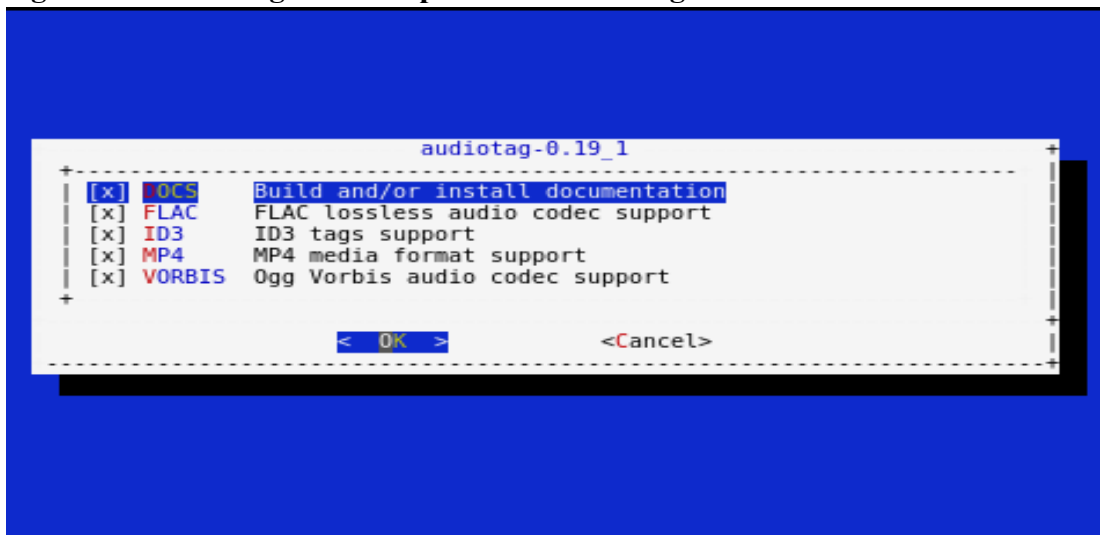 audiotag-0.19_1
[x] DOCS Build and/or install documentation
[x] FLAC FLAC lossless audio codec support
[x] ID3 ID3 tags support
[x] MP4 MP4 media format support
[x] VORBIS Ogg Vorbis audio codec support
< OK > <Cancel>